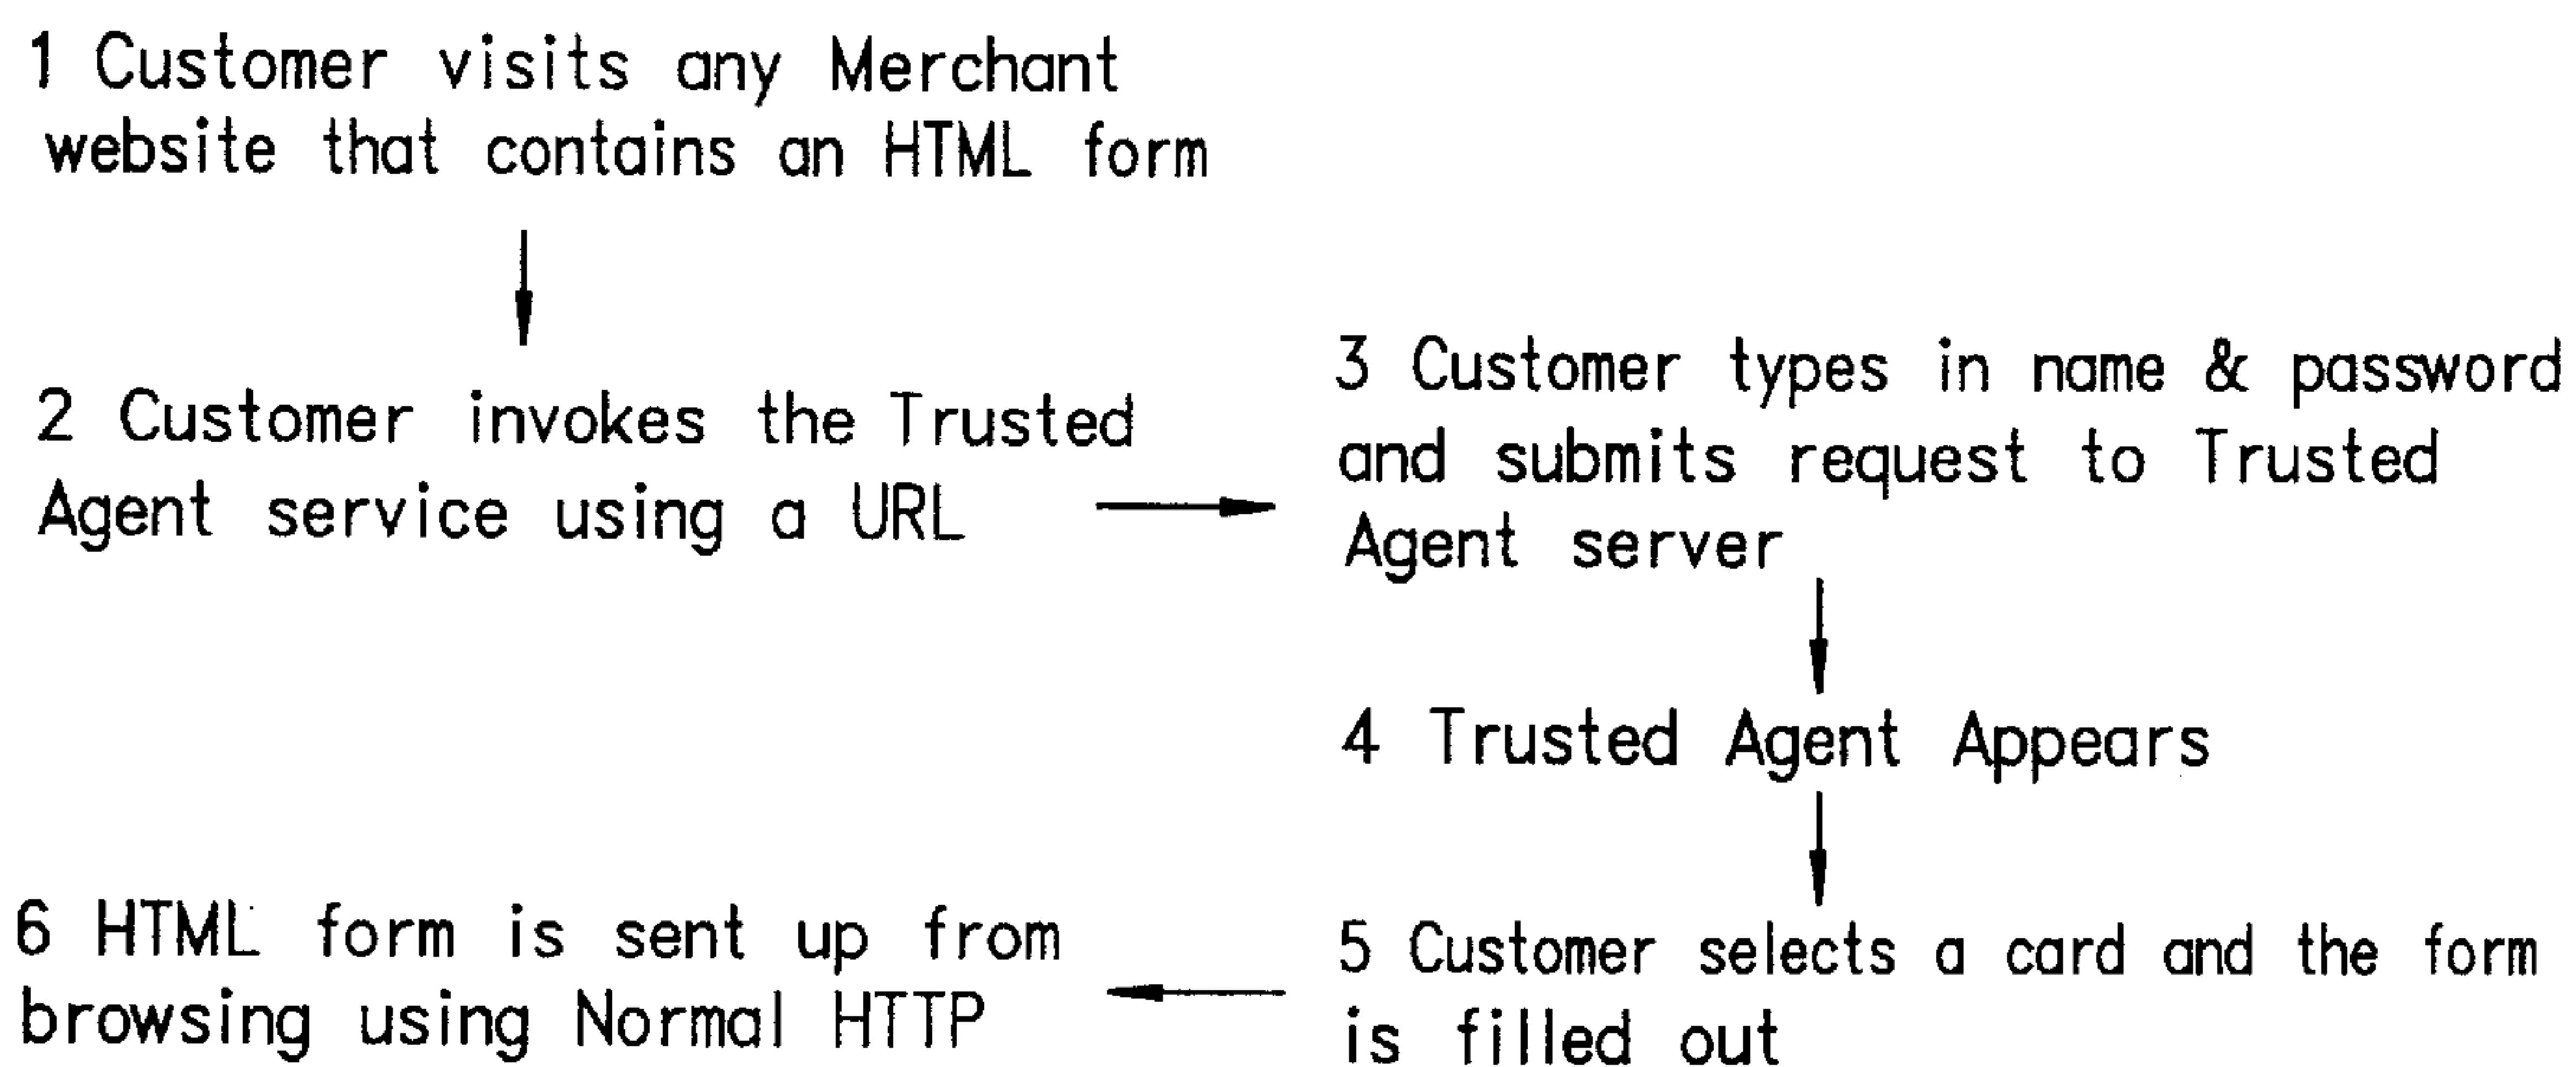 1 Customer visits any Merchant
website that contains an HTML form
2 Customer invokes the Trusted
Agent service using a URL
3 Customer types in name & password
and submits request to Trusted
Agent server
4 Trusted Agent Appears
5 Customer selects a card and the form
is filled out
6 HTML form is sent up from
browsing using Normal HTTP